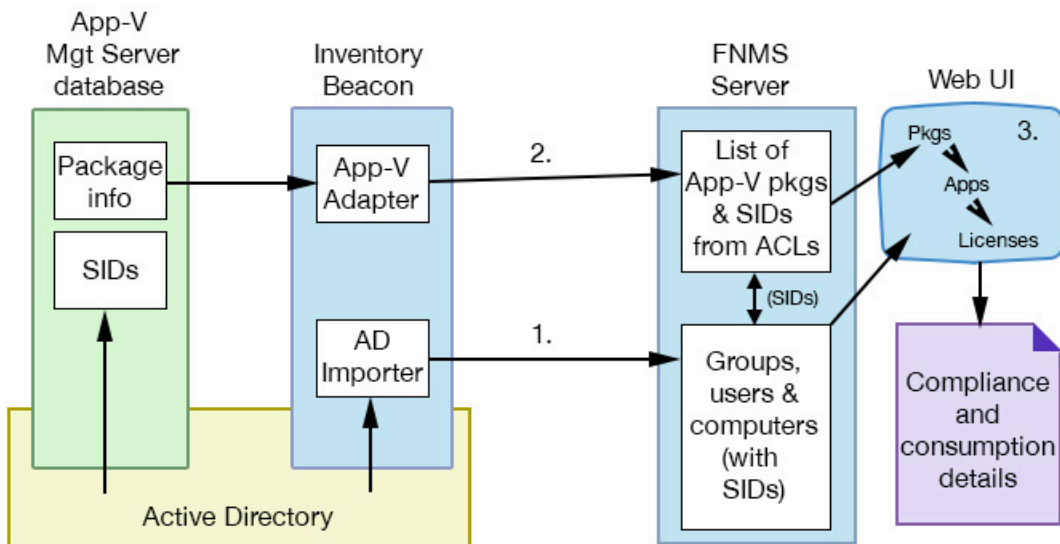 App-V
Mgt Server
database
Inventory
Beacon
FNMS
Server
Web UI
Package
info
SIDs
App-V
Adapter
2.
List of
App-V pkgs
& SIDs
from ACLs
Pkgs
3.
Apps
Licenses
(SIDs)
AD
Importer
1.
Groups,
users &
computers
(with
SIDs)
Compliance
and
consumption
details
Active Directory